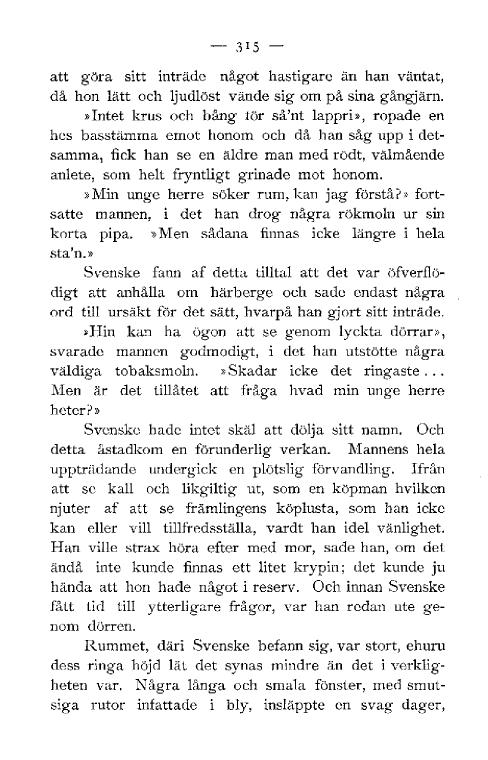 — 315 —
att göra sitt inträde något hastigare än han väntat,
då hon lätt och ljudlöst vände sig om på sina gångjärn.
»Intet krus och bång för så'nt lappri», ropade en
hes basstämma emot honom och då han såg upp i det-
samma, fick han se en äldre man med rödt, välmående
anlete, som helt fryntligt grinade mot honom.
»Min unge herre söker rum, kan jag förstå?» fort-
satte mannen, i det han drog några rökmoln ur sin
korta pipa. »Men sådana finnas icke längre i hela
sta'n.»
Svenske fann af detta tilltal att det var öfverflö-
digt att anhålla om härberge och sade endast några
ord till ursäkt för det sätt, hvarpå han gjort sitt inträde.
»Hin kan ha ögon att se genom lyckta dörrar»,
svarade mannen godmodigt, i det han utstötte några
väldiga tobaksmoln. »Skadar icke det ringaste . . .
Men är det tillåtet att fråga hvad min unge herre
heter?»
Svenske hade intet skäl att dölja sitt namn. Och
detta åstadkom en förunderlig verkan. Mannens hela
uppträdande undergick en plötslig förvandling. Ifrån
att se kall och likgiltig ut, som en köpman hvilken
njuter af att se främlingens köplusta, som han icke
kan eller vill tillfredsställa, vardt han idel vänlighet.
Han ville strax höra efter med mor, sade han, om det
ändå inte kunde finnas ett litet krypin; det kunde ju
hända att hon hade något i reserv. Och innan Svenske
fått tid till ytterligare frågor, var han redan ute ge-
nom dörren.
Rummet, däri Svenske befann sig, var stort, ehuru
dess ringa höjd lät det synas mindre än det i verklig-
heten var. Några långa och smala fönster, med smut-
siga rutor infattade i bly, insläppte en svag dager,